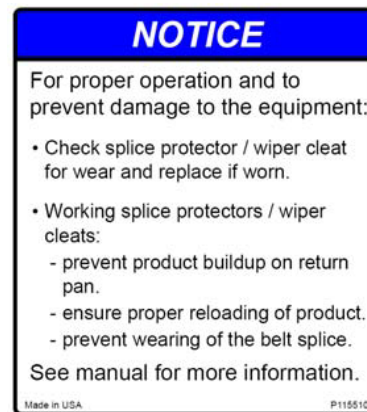 NOTICE
For proper operation and to
prevent damage to the equipment:
• Check splice protector / wiper cleat
for wear and replace if worn.
• Working splice protectors / wiper
cleats:
- prevent product buildup on return
pan.
- ensure proper reloading of product.
- prevent wearing of the belt splice.
See manual for more information.
Made in USA
P115510